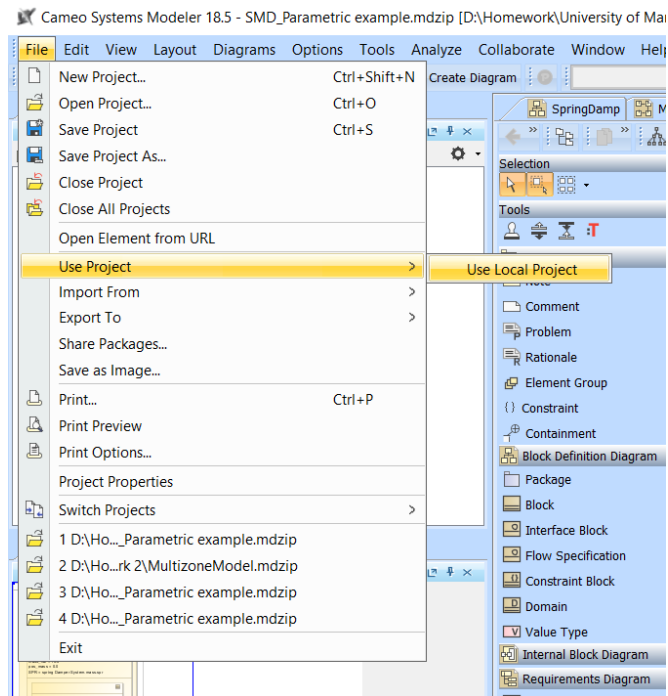 Cameo Systems Modeler 18.5 - SMD_Parametric example.mdzip [D:\Homework\University of Mar
File Edit View Layout Diagrams Options Tools Analyze Collaborate Window Help
New Project... Ctrl+Shift+N
Create Diagram
Open Project... Ctrl+O
SpringDamp M
Save Project Ctrl+S
Save Project As...
Selection
Close Project
Close All Projects
Tools
Open Element from URL
Use Project >
Use Local Project
Note
Import From >
Comment
Export To >
Problem
Share Packages...
Rationale
Save as Image...
Element Group
Print... Ctrl+P
Constraint
Print Preview
Containment
Print Options...
Block Definition Diagram
Project Properties
Package
Switch Projects >
Block
1 D:\Ho..._Parametric example.mdzip
Interface Block
2 D:\Ho...rk 2\MultizoneModel.mdzip
Flow Specification
3 D:\Ho..._Parametric example.mdzip
Constraint Block
4 D:\Ho..._Parametric example.mdzip
Domain
Value Type
Exit
Internal Block Diagram
Requirements Diagram